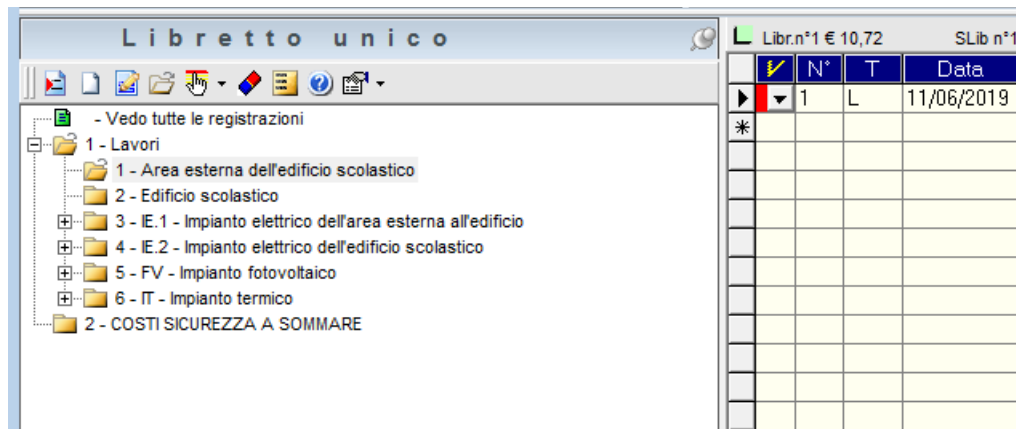 Libretto unico
Libr.n°1 € 10,72 SLib n°1
N° T Data
1 L 11/06/2019
- Vedo tutte le registrazioni
1 - Lavori
1 - Area esterna dell'edificio scolastico
2 - Edificio scolastico
3 - IE.1 - Impianto elettrico dell'area esterna all'edificio
4 - IE.2 - Impianto elettrico dell'edificio scolastico
5 - FV - Impianto fotovoltaico
6 - IT - Impianto termico
2 - COSTI SICUREZZA A SOMMARE